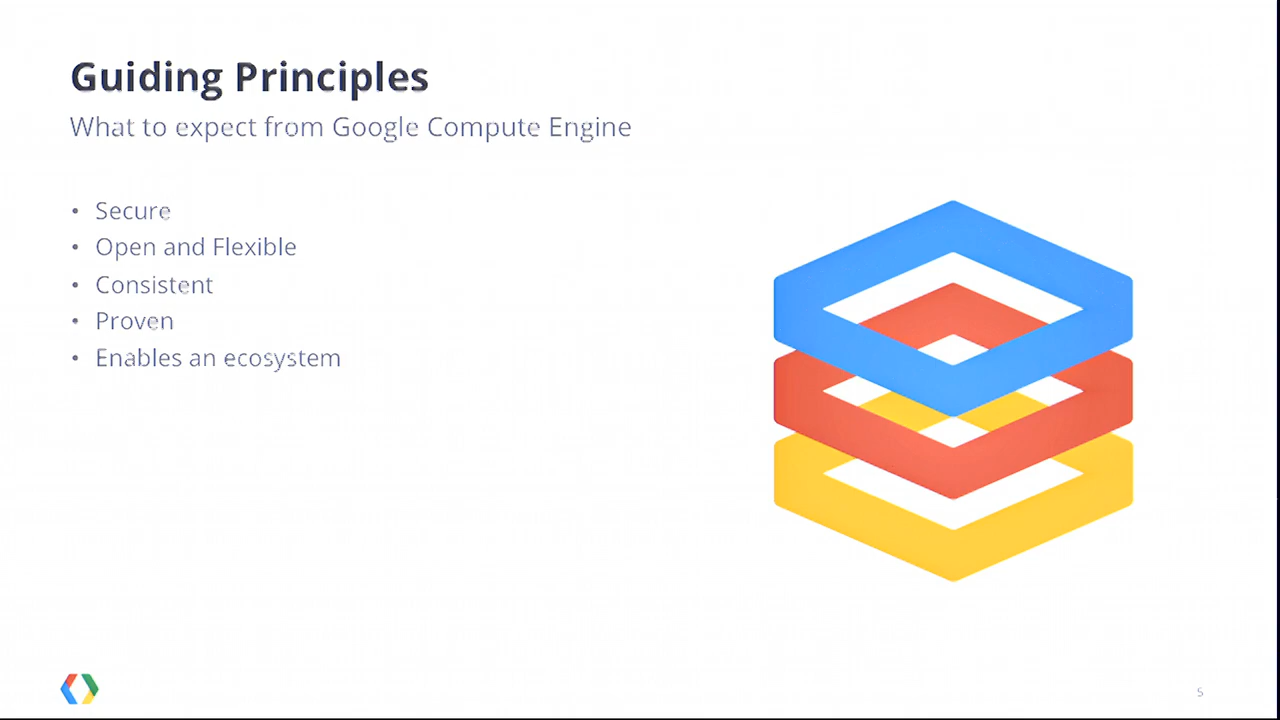 Guiding Principles
What to expect from Google Compute Engine
• Secure
• Open and Flexible
• Consistent
• Proven
• Enables an ecosystem
5